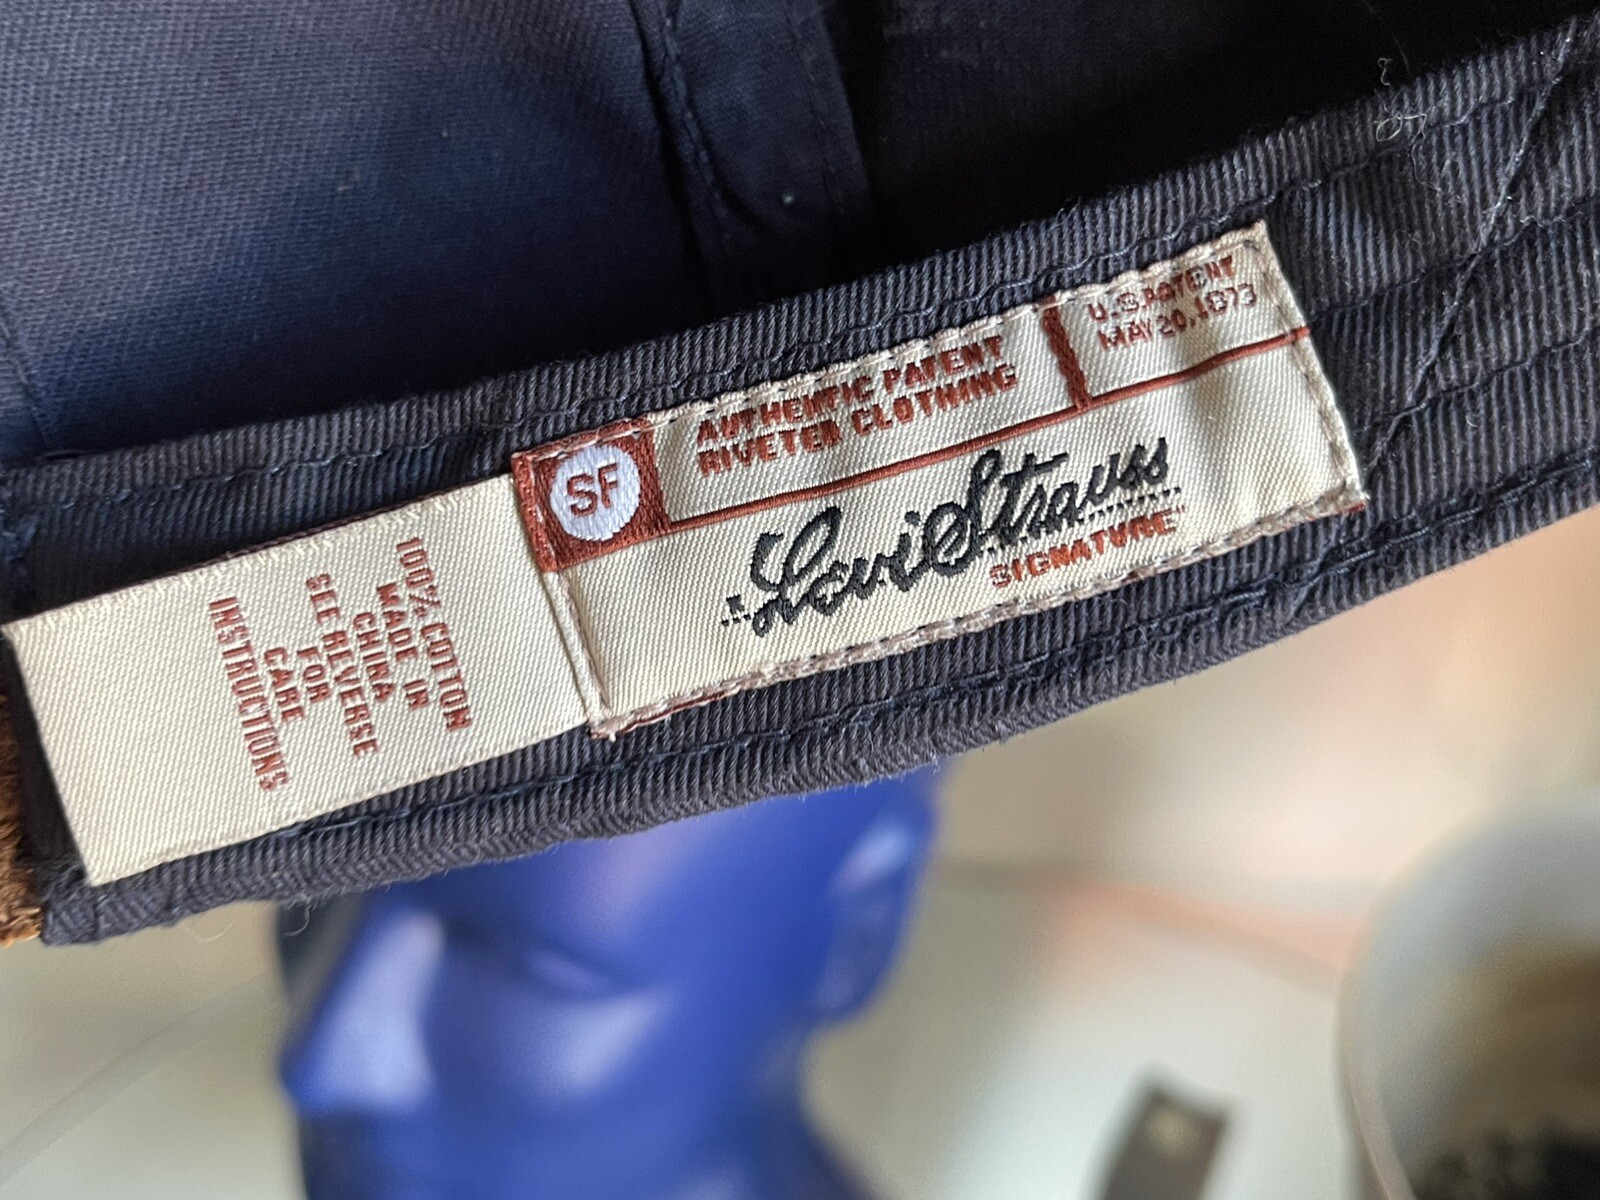 SF
AUTHENTIC PATENT
RIVETED CLOTHING
U.S. PATENT
MAY 20, 1873
Levi Strauss
SIGNATURE
100% COTTON
MADE IN
CHINA
SEE REVERSE
FOR
CARE
INSTRUCTIONS